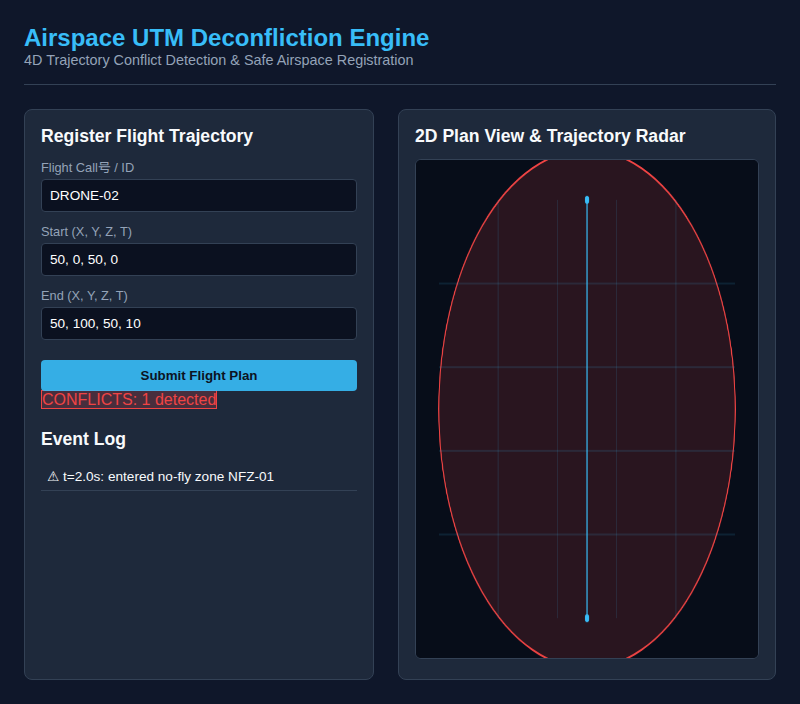 Airspace UTM Deconfliction Engine
4D Trajectory Conflict Detection & Safe Airspace Registration
Register Flight Trajectory
Flight Call号 / ID
DRONE-02
Start (X, Y, Z, T)
50, 0, 50, 0
End (X, Y, Z, T)
50, 100, 50, 10
Submit Flight Plan
CONFLICTS: 1 detected
Event Log
⚠ t=2.0s: entered no-fly zone NFZ-01
2D Plan View & Trajectory Radar